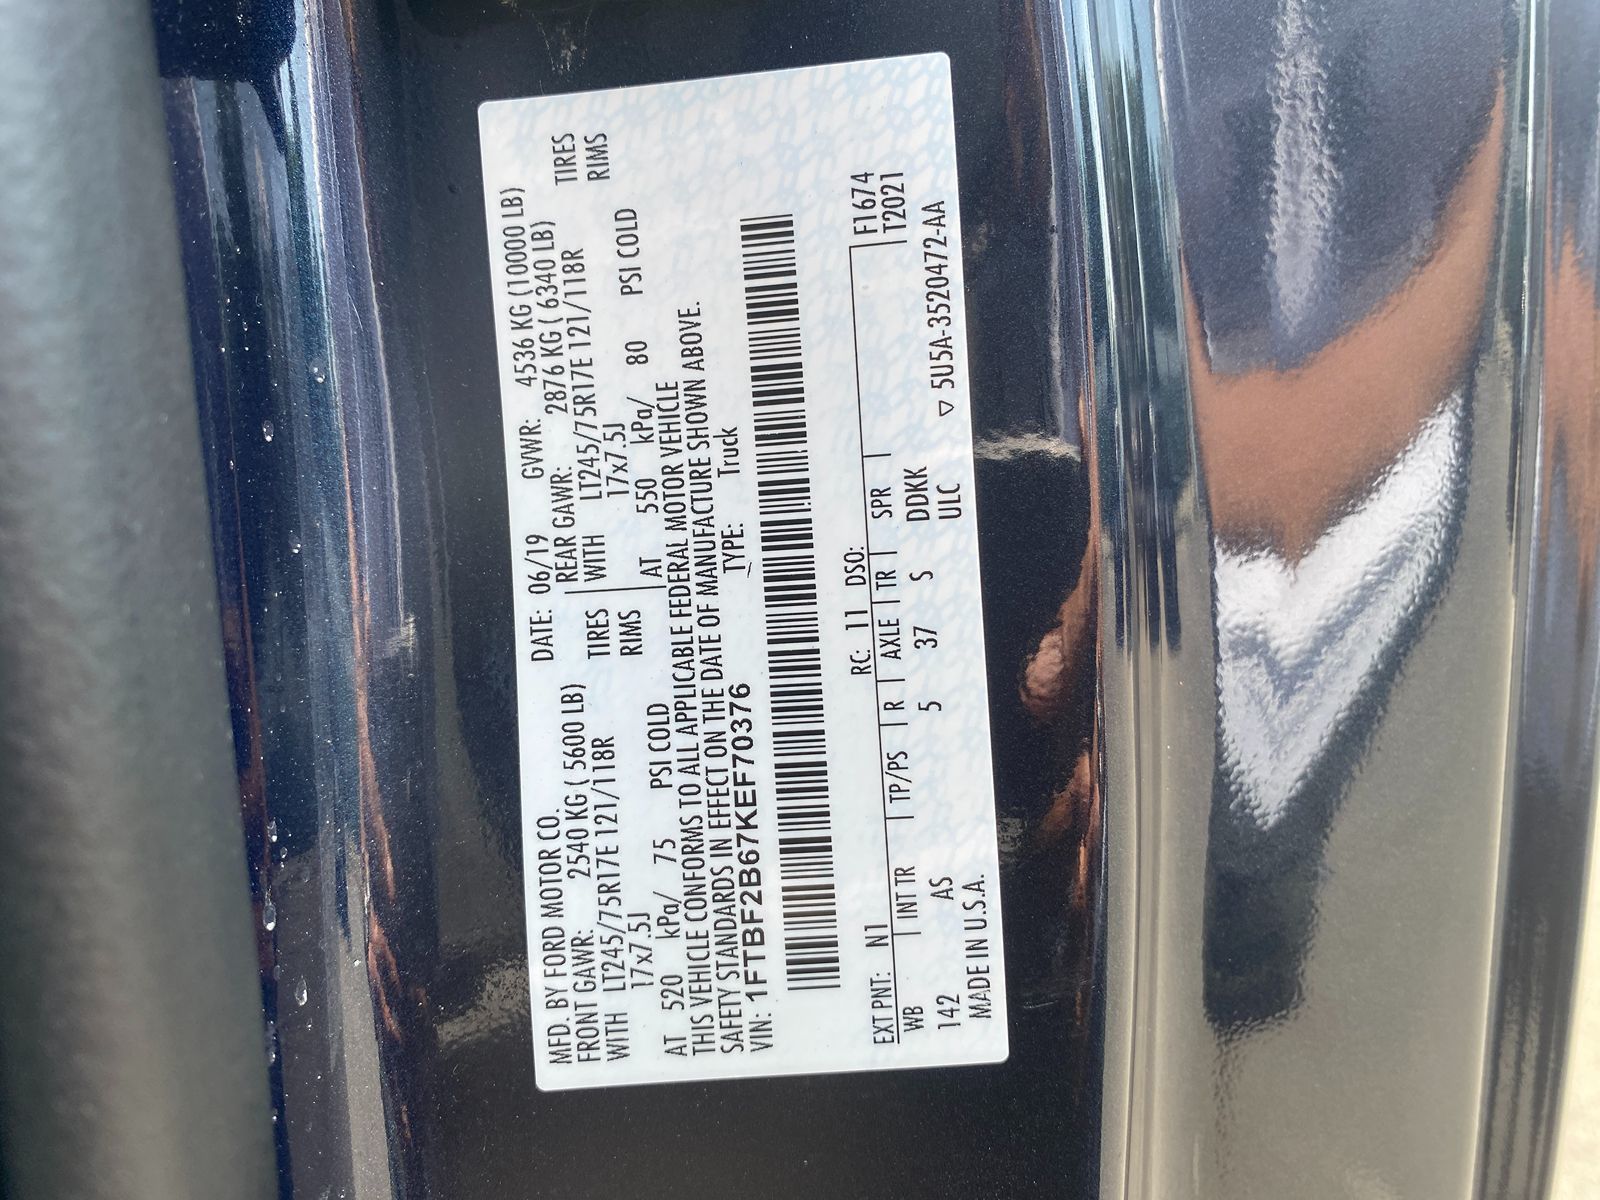 MFD. BY FORD MOTOR CO. DATE: 06/19 GVWR: 4536 KG (10000 LB)
FRONT GAWR: 2540 KG ( 5600 LB) REAR GAWR: 2876 KG ( 6340 LB)
WITH LT245/75R17E 121/118R TIRES WITH LT245/75R17E 121/118R TIRES
17x7.5J RIMS 17x7.5J RIMS
AT 520 kPa/ 75 PSI COLD AT 550 kPa/ 80 PSI COLD
THIS VEHICLE CONFORMS TO ALL APPLICABLE FEDERAL MOTOR VEHICLE
SAFETY STANDARDS IN EFFECT ON THE DATE OF MANUFACTURE SHOWN ABOVE.
VIN: 1FTBF2B67KEF70376 TYPE: Truck
EXT PNT: N1 RC: 11 DSO: F1674
WB INT TR TP/PS R AXLE TR SPR T2021
142 AS 5 37 S DDKK
MADE IN U.S.A. ULC ▽ 5U5A-3520472-AA